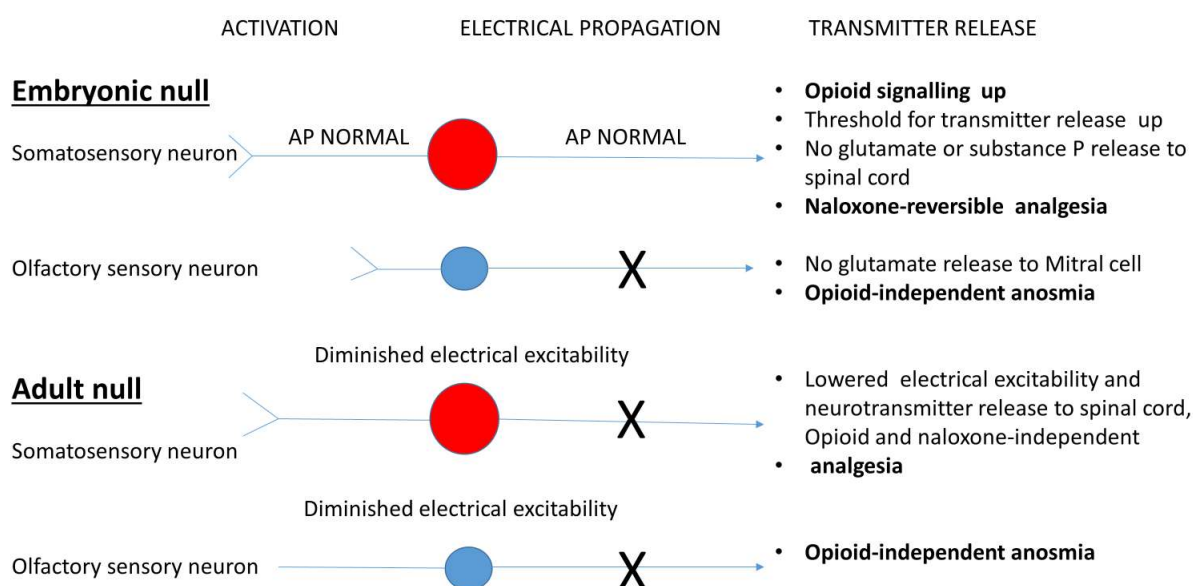 ACTIVATION ELECTRICAL PROPAGATION TRANSMITTER RELEASE
Embryonic null
Somatosensory neuron
AP NORMAL AP NORMAL
• Opioid signalling up
• Threshold for transmitter release up
• No glutamate or substance P release to
spinal cord
• Naloxone-reversible analgesia
Olfactory sensory neuron
X
• No glutamate release to Mitral cell
• Opioid-independent anosmia
Diminished electrical excitability
Adult null
Somatosensory neuron
X
• Lowered electrical excitability and
neurotransmitter release to spinal cord,
Opioid and naloxone-independent
• analgesia
Diminished electrical excitability
Olfactory sensory neuron
X
• Opioid-independent anosmia